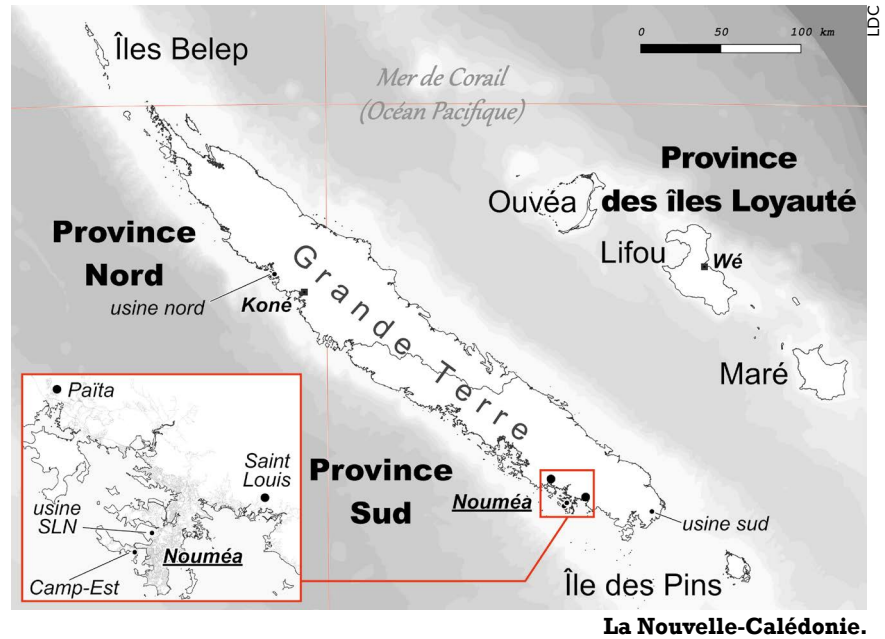 LDC
0 50 100 km
Îles Belep
Mer de Corail
(Océan Pacifique)
Province
des îles Loyauté
Ouvéa
Lifou
Wé
Maré
Province
Nord
usine nord
Koné
Grande Terre
Païta
Saint
Louis
usine
SLN
Nouméa
Camp-Est
Province
Sud
Nouméa
usine sud
Île des Pins
La Nouvelle-Calédonie.